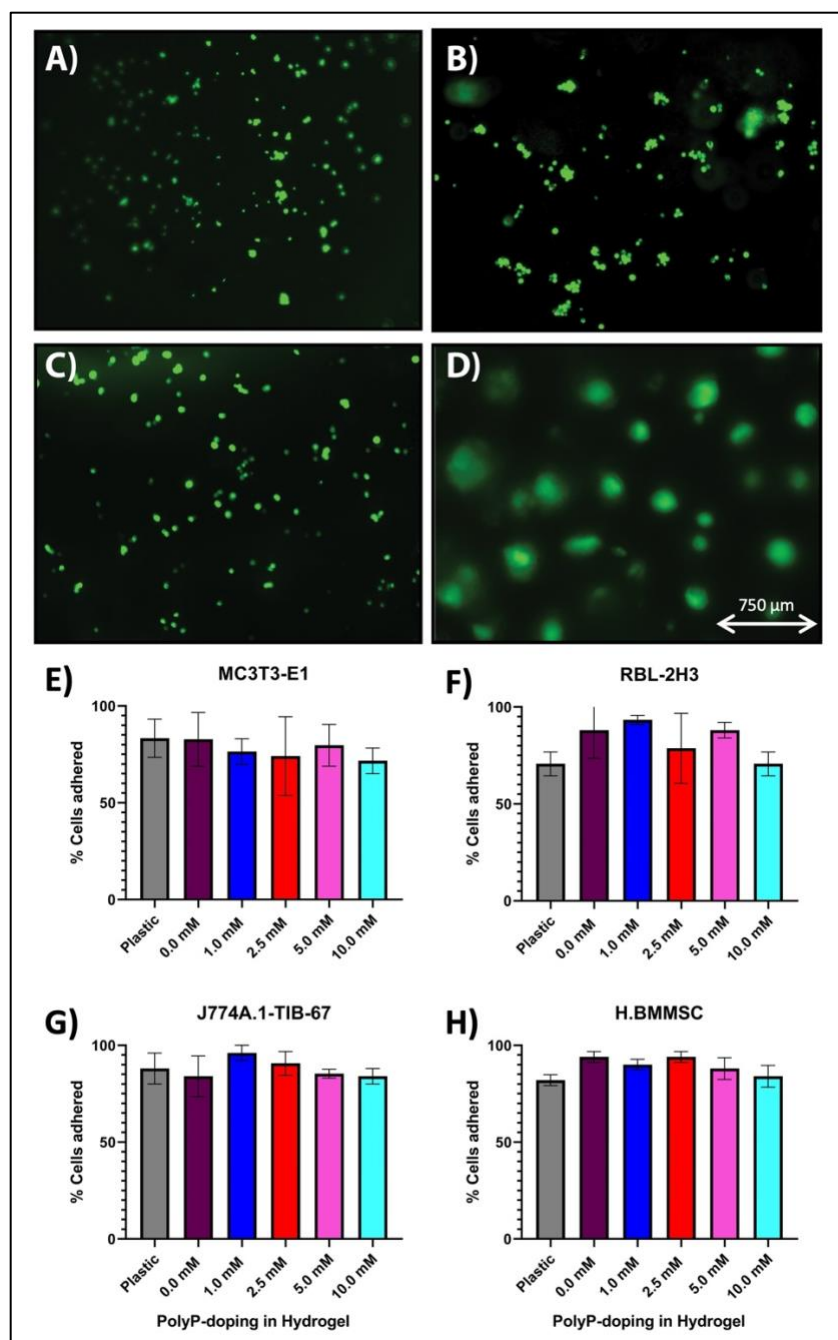 A)
B)
C)
D)
750 µm
E)
MC3T3-E1
% Cells adhered
100
50
0
Plastic
0.0 mM
1.0 mM
2.5 mM
5.0 mM
10.0 mM
F)
RBL-2H3
% Cells adhered
100
50
0
Plastic
0.0 mM
1.0 mM
2.5 mM
5.0 mM
10.0 mM
G)
J774A.1-TIB-67
% Cells adhered
100
50
0
Plastic
0.0 mM
1.0 mM
2.5 mM
5.0 mM
10.0 mM
PolyP-doping in Hydrogel
H)
H.BMMSC
% Cells adhered
100
50
0
Plastic
0.0 mM
1.0 mM
2.5 mM
5.0 mM
10.0 mM
PolyP-doping in Hydrogel